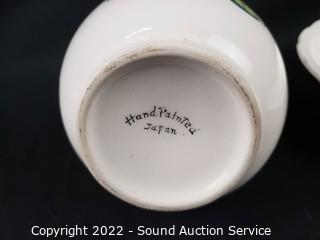 Hand Painted
Japan
Copyright 2022 - Sound Auction Service